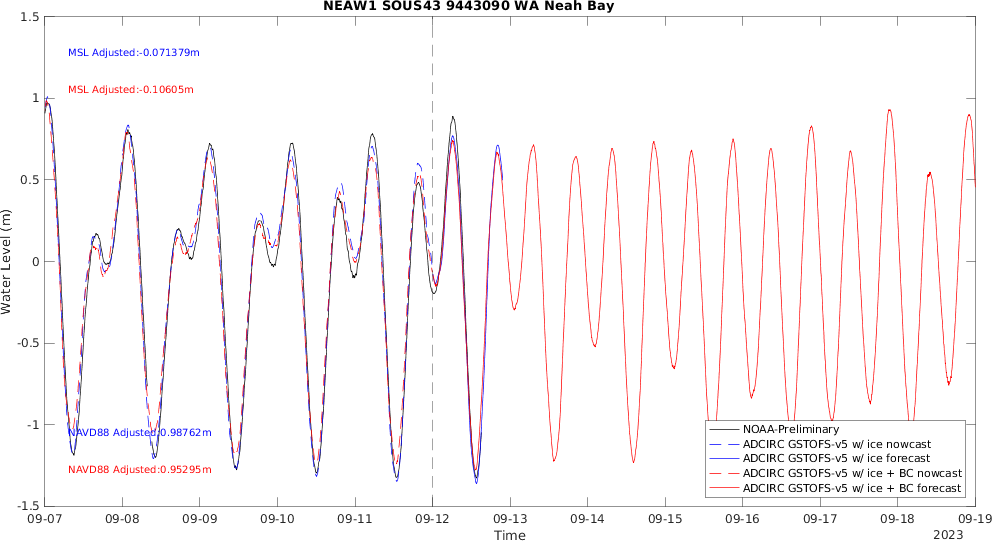 NEAW1 SOUS43 9443090 WA Neah Bay
1.5
1
0.5
0
-0.5
-1
-1.5
Water Level (m)
MSL Adjusted:-0.071379m
MSL Adjusted:-0.10605m
NAVD88 Adjusted:0.98762m
NAVD88 Adjusted:0.95295m
NOAA-Preliminary
ADCIRC GSTOFS-v5 w/ ice nowcast
ADCIRC GSTOFS-v5 w/ ice forecast
ADCIRC GSTOFS-v5 w/ ice + BC nowcast
ADCIRC GSTOFS-v5 w/ ice + BC forecast
09-07 09-08 09-09 09-10 09-11 09-12 09-13 09-14 09-15 09-16 09-17 09-18 09-19
Time
2023